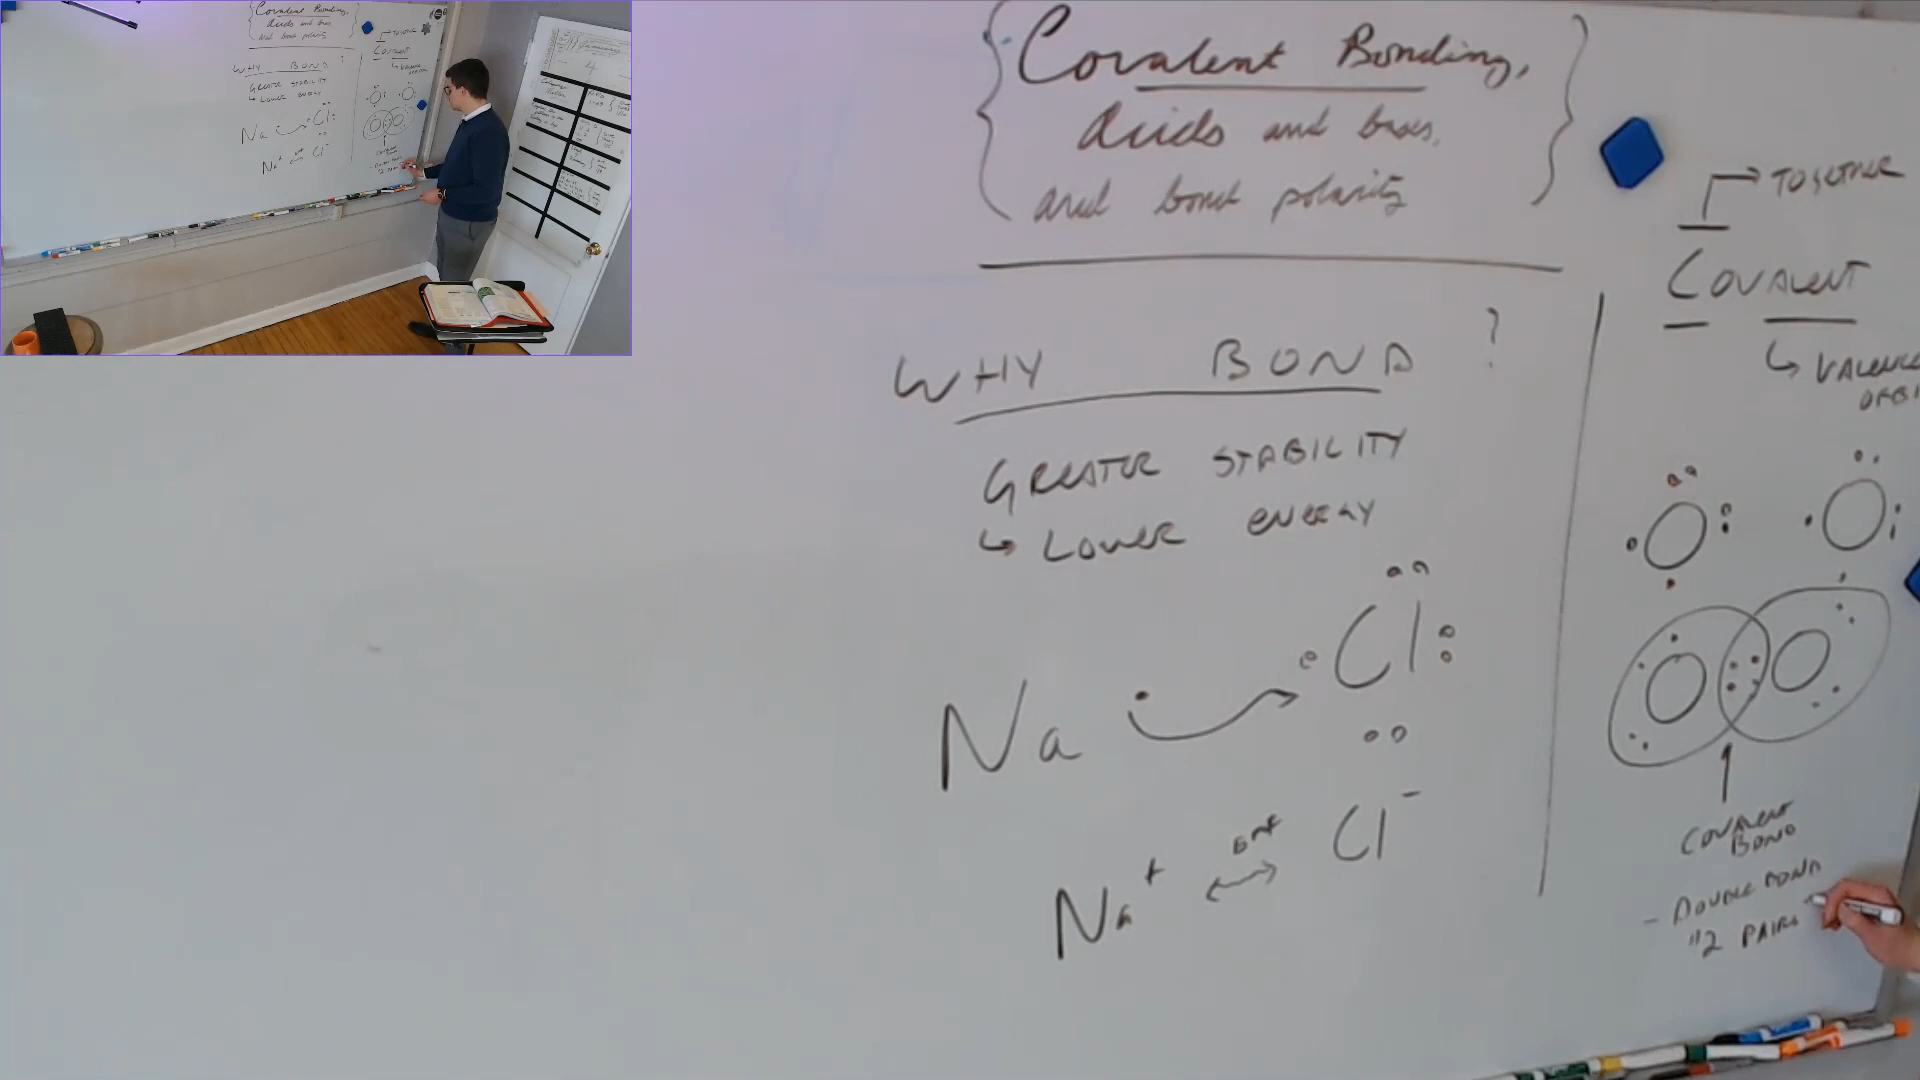 Covalent Bonding,
Acids and bases,
and bond polarity
WHY BOND ?
GREATER STABILITY
↳ LOWER ENERGY
Na Cl
Na+ ↔ Cl-
TOGETHER
COVALENT
↳ VALENCE
ORBI
COVALENT
BOND
- DOUBLE BOND
"2 PAIRS"